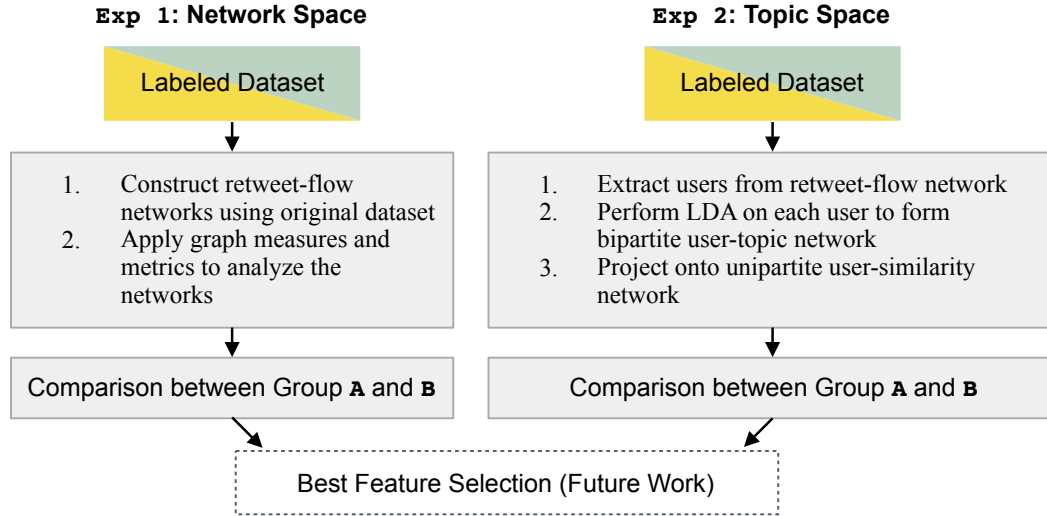 Exp 1: Network Space
Labeled Dataset
1. Construct retweet-flow
networks using original dataset
2. Apply graph measures and
metrics to analyze the
networks
Comparison between Group A and B
Exp 2: Topic Space
Labeled Dataset
1. Extract users from retweet-flow network
2. Perform LDA on each user to form
bipartite user-topic network
3. Project onto unipartite user-similarity
network
Comparison between Group A and B
Best Feature Selection (Future Work)